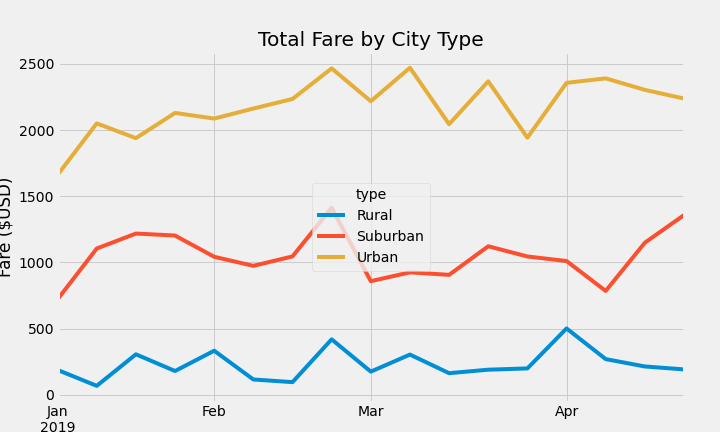 Total Fare by City Type
Fare ($USD)
2500
2000
1500
1000
500
0
type
Rural
Suburban
Urban
Jan Feb Mar Apr
2019